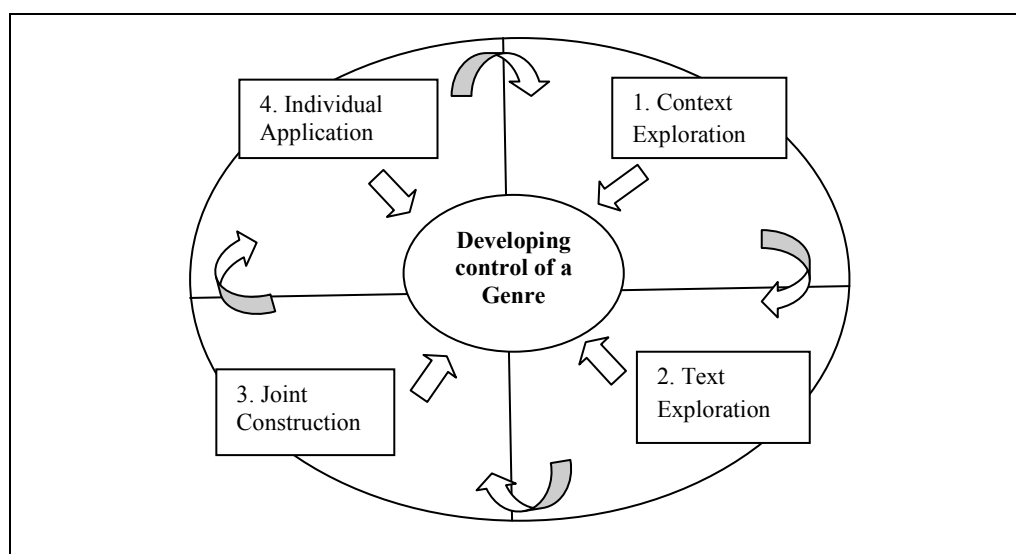 4. Individual
Application
1. Context
Exploration
Developing
control of a
Genre
3. Joint
Construction
2. Text
Exploration